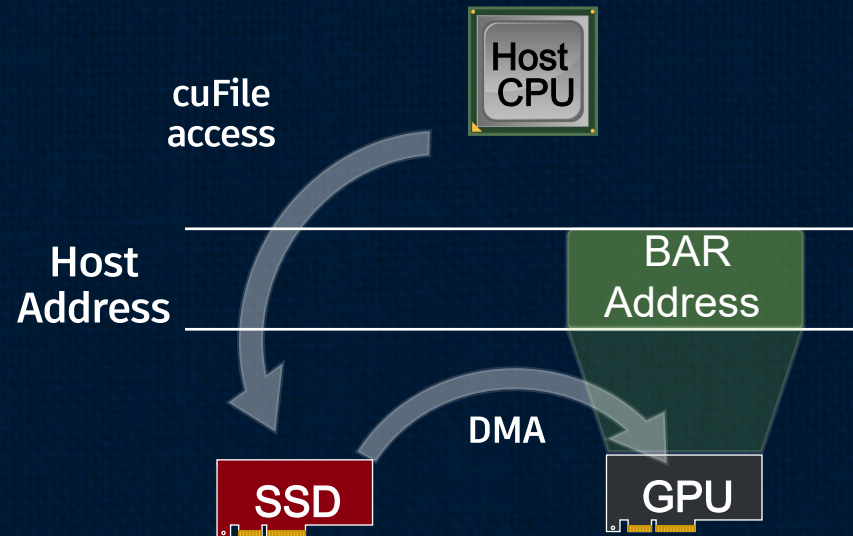 Host
CPU
cuFile
access
Host
Address
BAR
Address
DMA
SSD
GPU